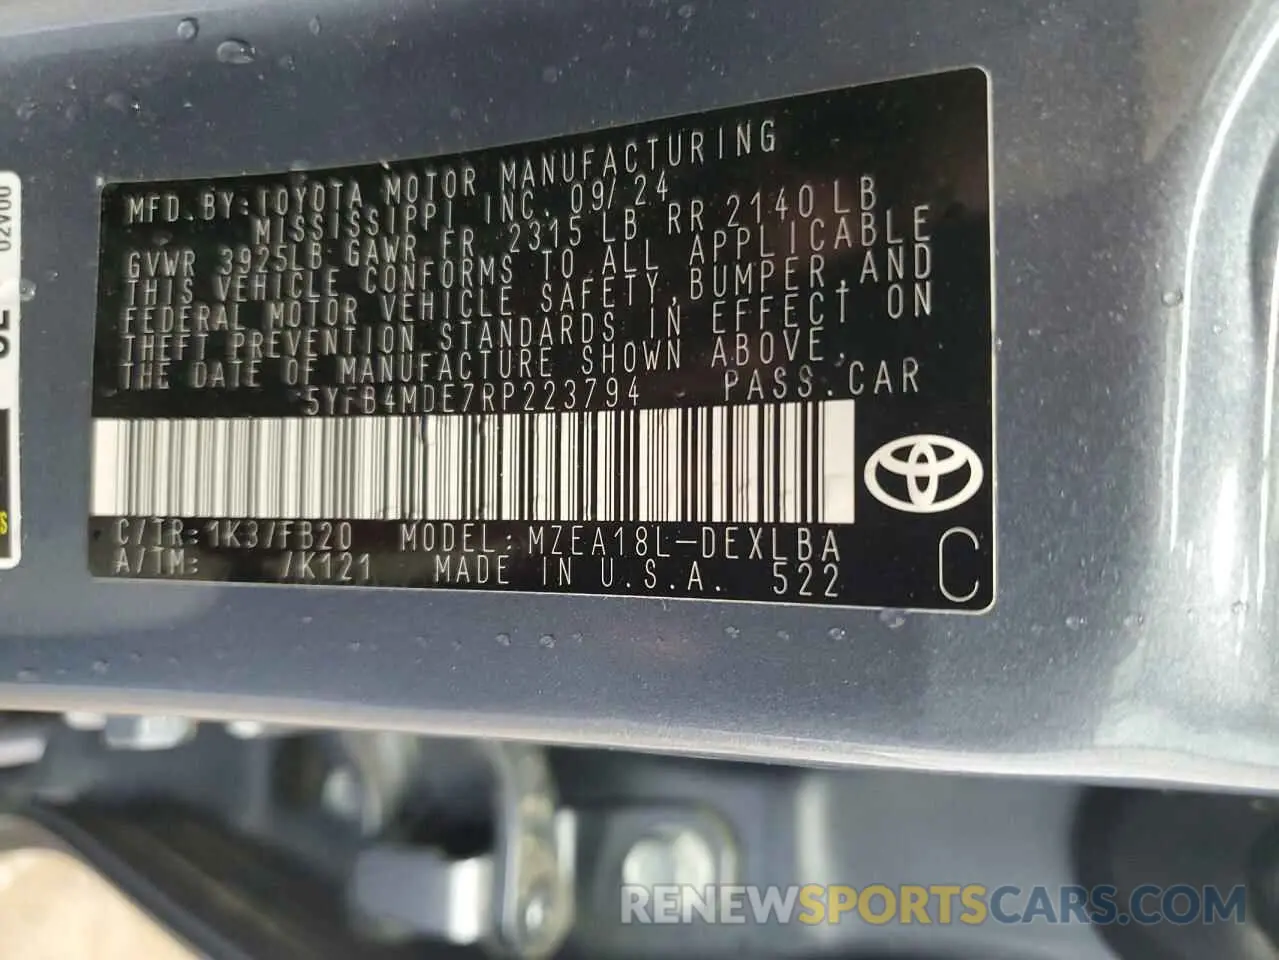 MFD.BY:TOYOTA MOTOR MANUFACTURING
MISSISSIPPI INC. 09/24
GVWR 3925LB GAWR FR 2315 LB RR 2140 LB
THIS VEHICLE CONFORMS TO ALL APPLICABLE
FEDERAL MOTOR VEHICLE SAFETY,BUMPER,AND
THEFT PREVENTION STANDARDS IN EFFECT ON
THE DATE OF MANUFACTURE SHOWN ABOVE.
5YFB4MDE7RP223794 PASS.CAR
C/TR:1K3/FB20 MODEL:MZEA18L-DEXLBA
A/TM: /K121 MADE IN U.S.A. 522
C
02V00
RENEWSPORTSCARS.COM